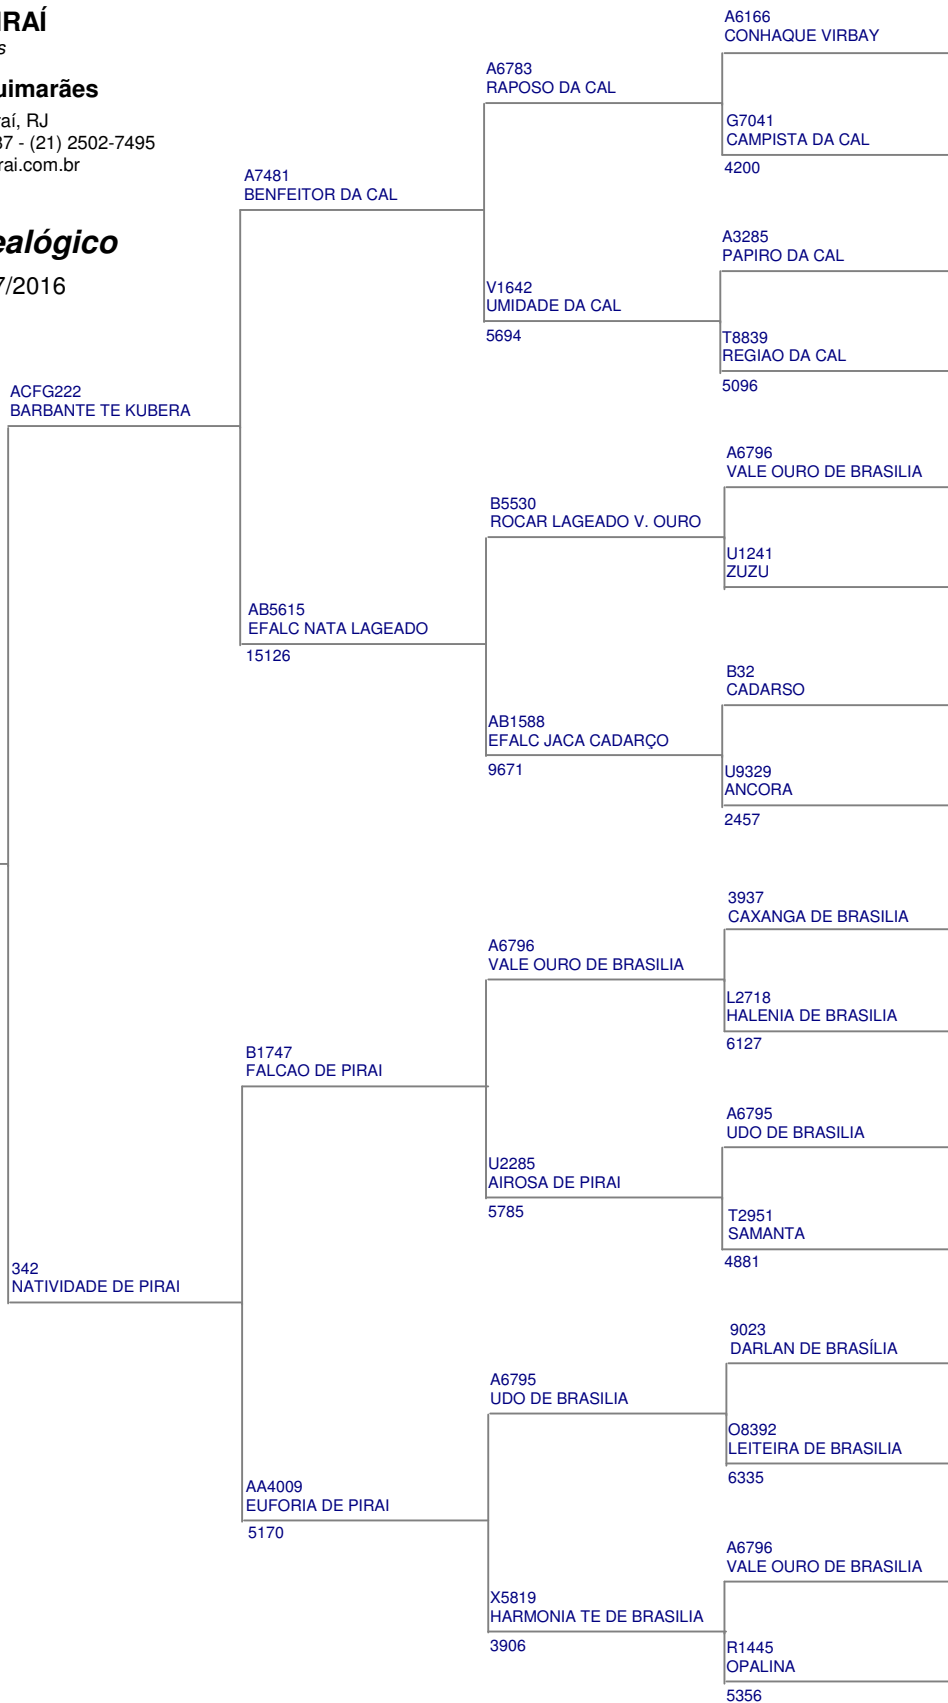 IRAÍ
s
uimarães
raí, RJ
37 - (21) 2502-7495
rai.com.br
ealógico
7/2016
A6166
CONHAQUE VIRBAY
A6783
RAPOSO DA CAL
G7041
CAMPISTA DA CAL
4200
A7481
BENFEITOR DA CAL
A3285
PAPIRO DA CAL
V1642
UMIDADE DA CAL
5694
T8839
REGIAO DA CAL
5096
ACFG222
BARBANTE TE KUBERA
A6796
VALE OURO DE BRASILIA
B5530
ROCAR LAGEADO V. OURO
U1241
ZUZU
AB5615
EFALC NATA LAGEADO
15126
B32
CADARSO
AB1588
EFALC JACA CADARÇO
9671
U9329
ANCORA
2457
3937
CAXANGA DE BRASILIA
A6796
VALE OURO DE BRASILIA
L2718
HALENIA DE BRASILIA
6127
B1747
FALCAO DE PIRAI
A6795
UDO DE BRASILIA
U2285
AIROSA DE PIRAI
5785
T2951
SAMANTA
4881
342
NATIVIDADE DE PIRAI
9023
DARLAN DE BRASÍLIA
A6795
UDO DE BRASILIA
O8392
LEITEIRA DE BRASILIA
6335
AA4009
EUFORIA DE PIRAI
5170
A6796
VALE OURO DE BRASILIA
X5819
HARMONIA TE DE BRASILIA
3906
R1445
OPALINA
5356